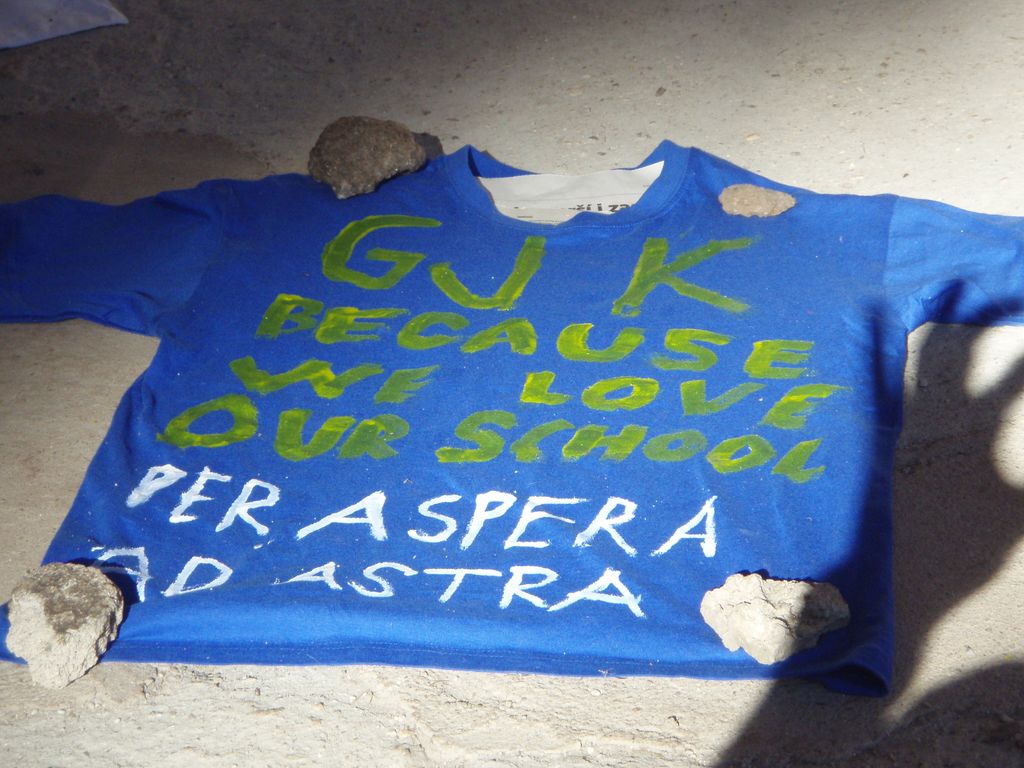 GJK
BECAUSE
WE LOVE
OUR SCHOOL
PER ASPERA
AD ASTRA